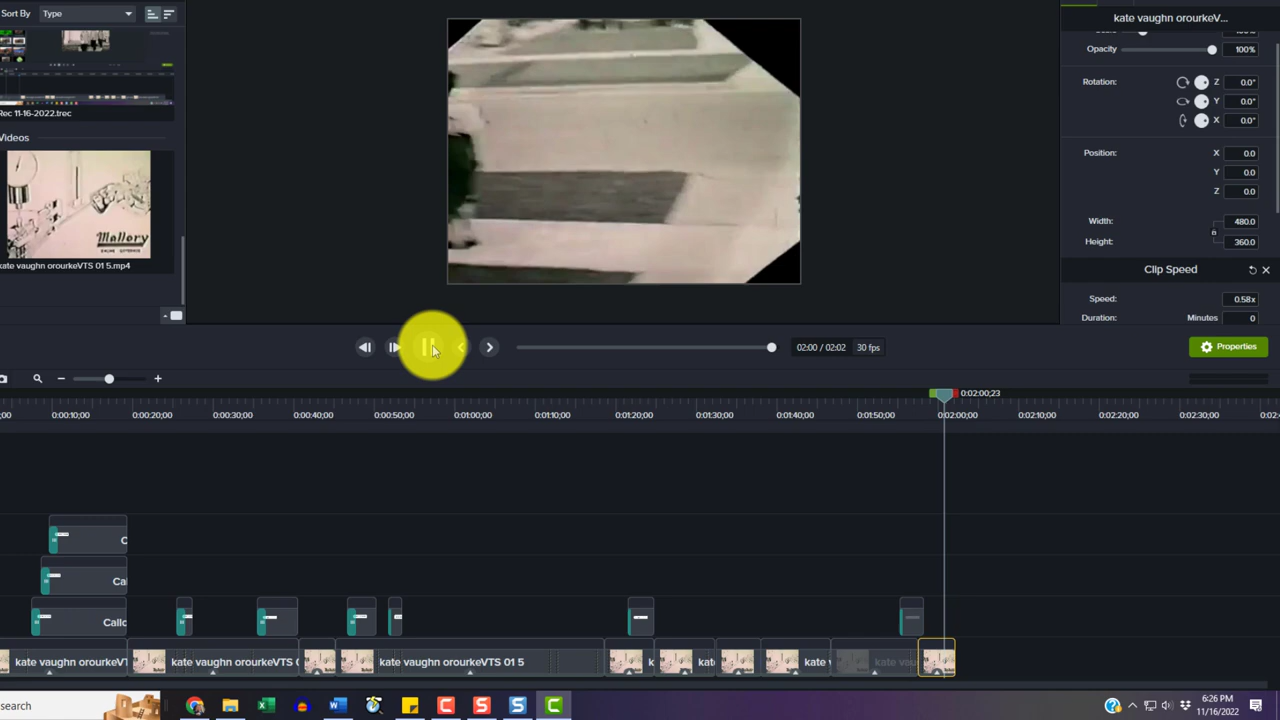 Sort By Type
kate vaughn orourkeV...
Opacity 100%
Rotation: Z 0.0°
Y 0.0°
X 0.0°
Rec 11-16-2022.trec
Videos
Position: X 0.0
Y 0.0
Z 0.0
Mallory
Width: 480.0
Height: 360.0
kate vaughn orourkeVTS 01 5.mp4
Clip Speed
Speed: 0.58x
Duration: Minutes 0
02:00 / 02:02 30 fps
Properties
0:02:00;23
0:00:10;00 0:00:20;00 0:00:30;00 0:00:40;00 0:00:50;00 0:01:00;00 0:01:10;00 0:01:20;00 0:01:30;00 0:01:40;00 0:01:50;00 0:02:00;00 0:02:10;00 0:02:20;00 0:02:30;00
C
Cal
Callo
kate vaughn orourkeVT kate vaughn orourkeVTS 0 kate vaughn orourkeVTS 01 5 k kate kate v kate vau
search
6:26 PM
11/16/2022